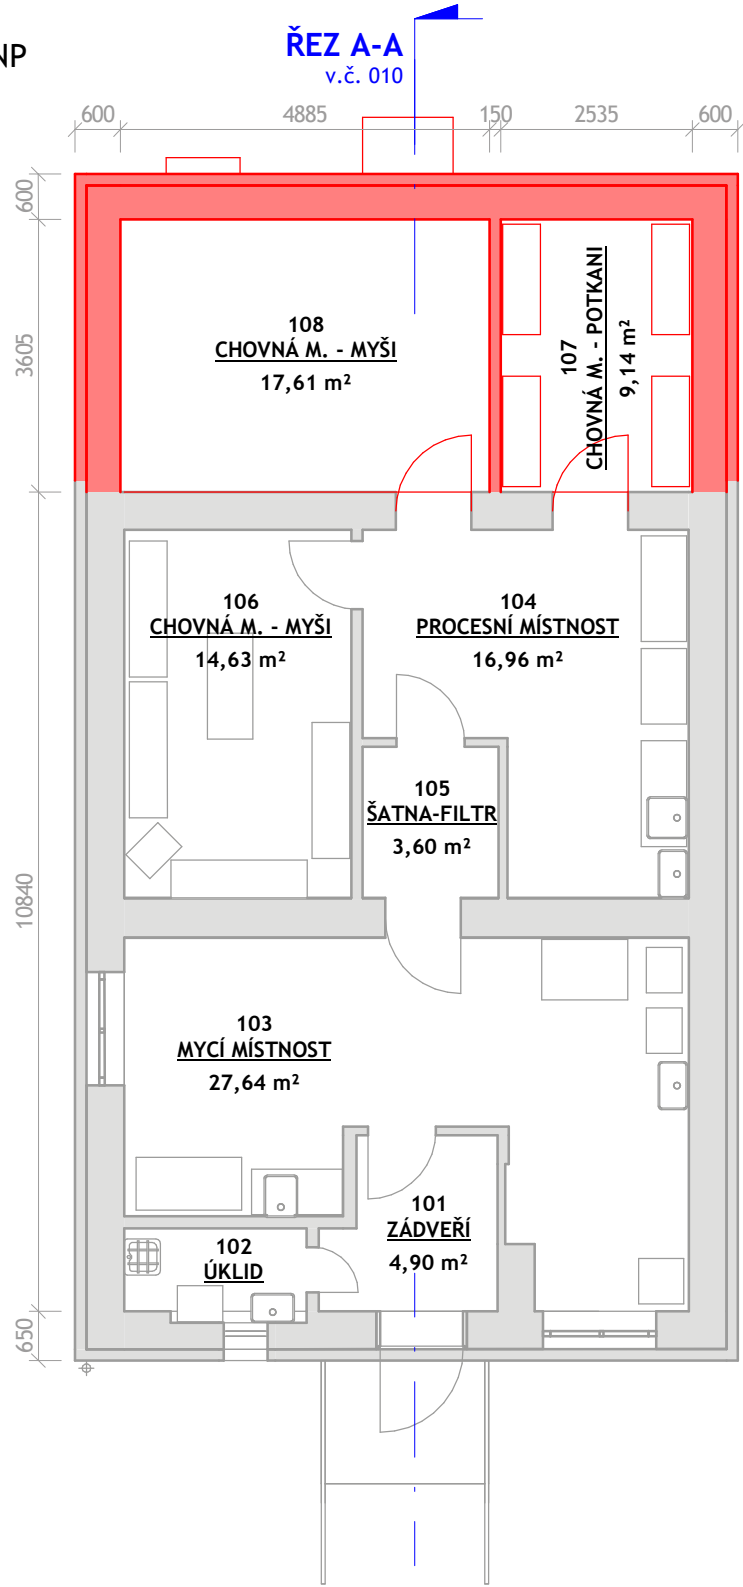 NP
ŘEZ A-A
v.č. 010
600
4885
150
2535
600
600
3605
10840
650
108
CHOVNÁ M. - MYŠI
17,61 m²
107
CHOVNÁ M. - POTKANI
9,14 m²
106
CHOVNÁ M. - MYŠI
14,63 m²
104
PROCESNÍ MÍSTNOST
16,96 m²
105
ŠATNA-FILTR
3,60 m²
103
MYCÍ MÍSTNOST
27,64 m²
101
ZÁDVEŘÍ
4,90 m²
102
ÚKLID